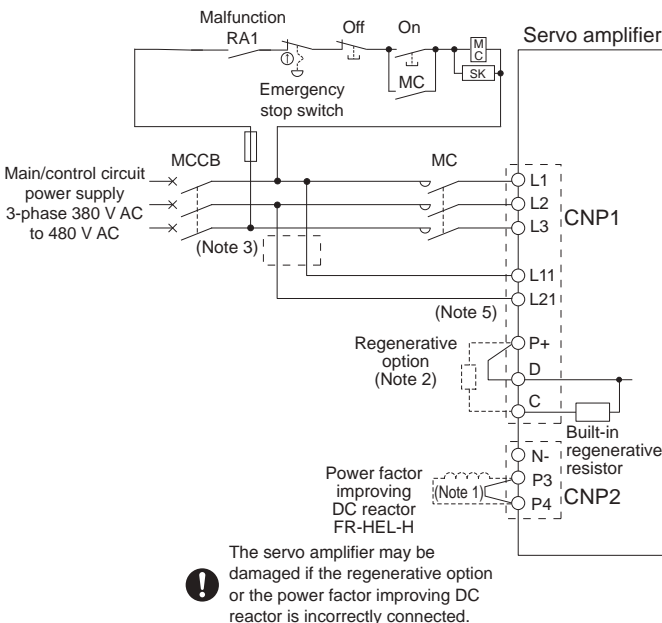 Malfunction
RA1
Off
On
M
C
SK
MC
Servo amplifier
Emergency
stop switch
MCCB
MC
Main/control circuit
power supply
3-phase 380 V AC
to 480 V AC
(Note 3)
L1
L2
L3
CNP1
L11
L21
(Note 5)
Regenerative
option
(Note 2)
P+
D
C
Built-in
regenerative
resistor
N-
P3
P4
CNP2
Power factor
improving
DC reactor
FR-HEL-H
(Note 1)
The servo amplifier may be
damaged if the regenerative option
or the power factor improving DC
reactor is incorrectly connected.